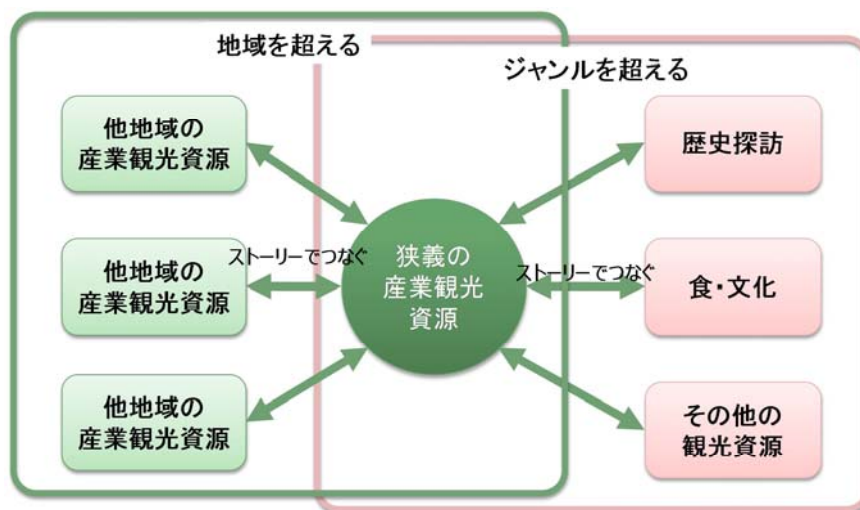 地域を超える
ジャンルを超える
他地域の
産業観光資源
歴史探訪
ストーリーでつなぐ
他地域の
産業観光資源
狭義の
産業観光
資源
ストーリーでつなぐ
食・文化
他地域の
産業観光資源
その他の
観光資源